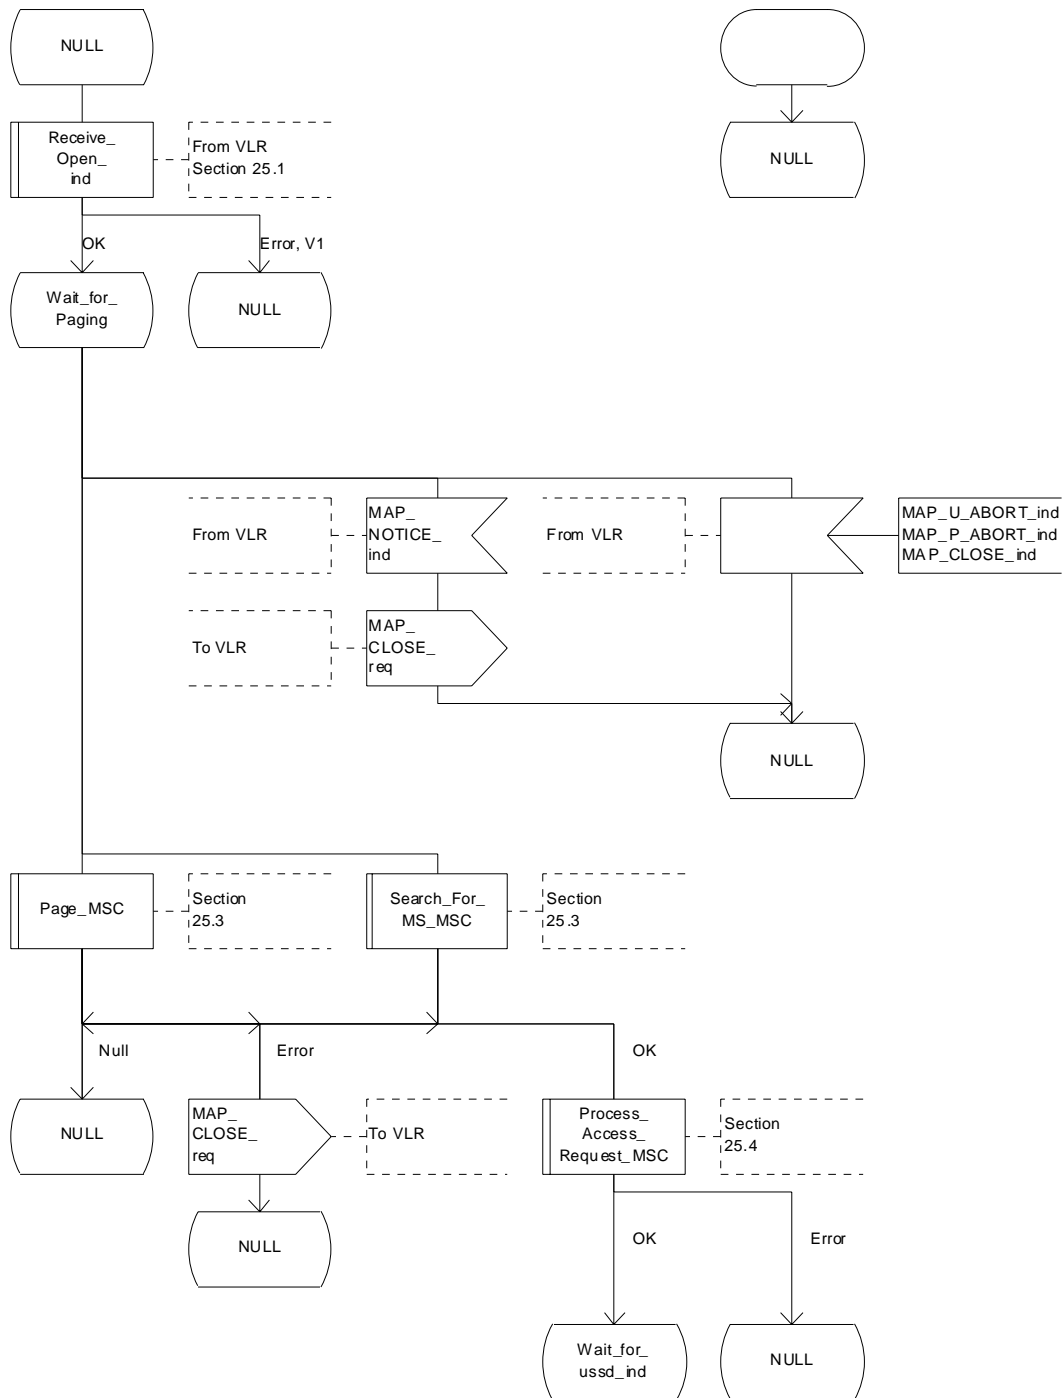 NULL
Receive_
Open_
ind
From VLR
Section 25.1
NULL
OK
Error, V1
Wait_for_
Paging
NULL
From VLR
MAP_
NOTICE_
ind
From VLR
MAP_U_ABORT_ind
MAP_P_ABORT_ind
MAP_CLOSE_ind
To VLR
MAP_
CLOSE_
req
NULL
Page_MSC
Section
25.3
Search_For_
MS_MSC
Section
25.3
Null
Error
OK
NULL
MAP_
CLOSE_
req
To VLR
Process_
Access_
Request_MSC
Section
25.4
NULL
OK
Error
Wait_for_
ussd_ind
NULL